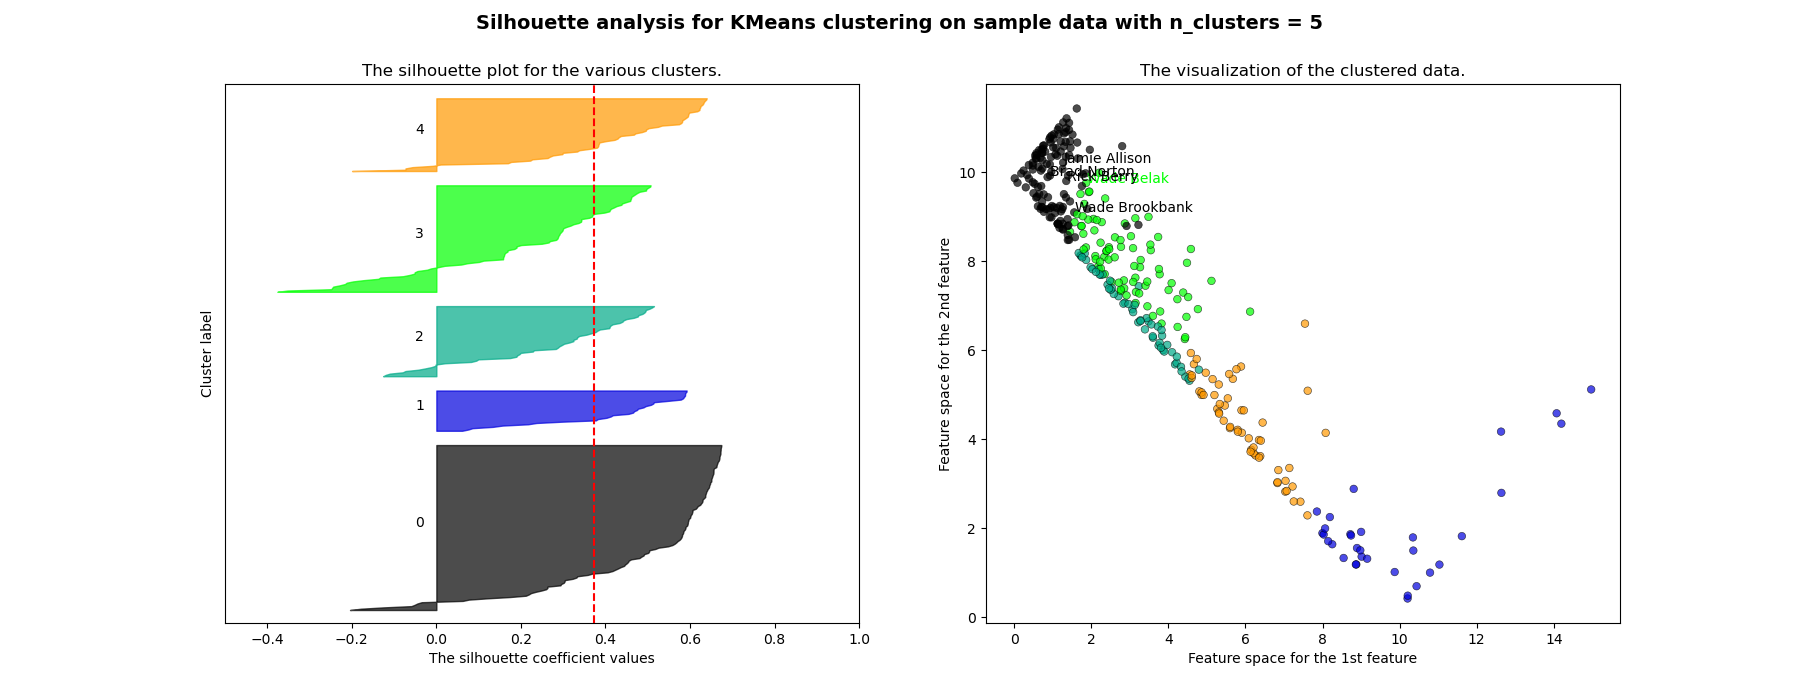 Silhouette analysis for KMeans clustering on sample data with n_clusters = 5
The silhouette plot for the various clusters.
4
3
2
1
0
Cluster label
−0.4 −0.2 0.0 0.2 0.4 0.6 0.8 1.0
The silhouette coefficient values
The visualization of the clustered data.
Jamie Allison
Brad Norton
Rick Berry
Belak
Wade Brookbank
10
8
6
4
2
0
Feature space for the 2nd feature
0 2 4 6 8 10 12 14
Feature space for the 1st feature